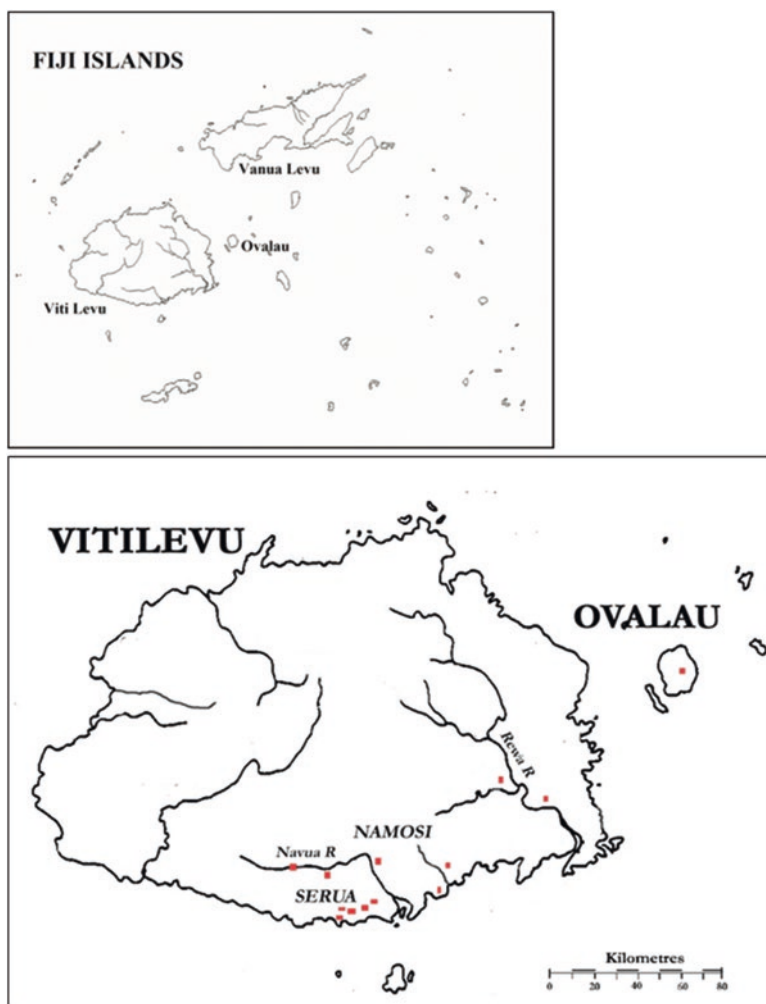 FIJI ISLANDS
Vanua Levu
Ovalau
Viti Levu
VITILEVU
OVALAU
Rewa R
NAMOSI
Navua R
SERUA
Kilometres
0 20 40 60 80